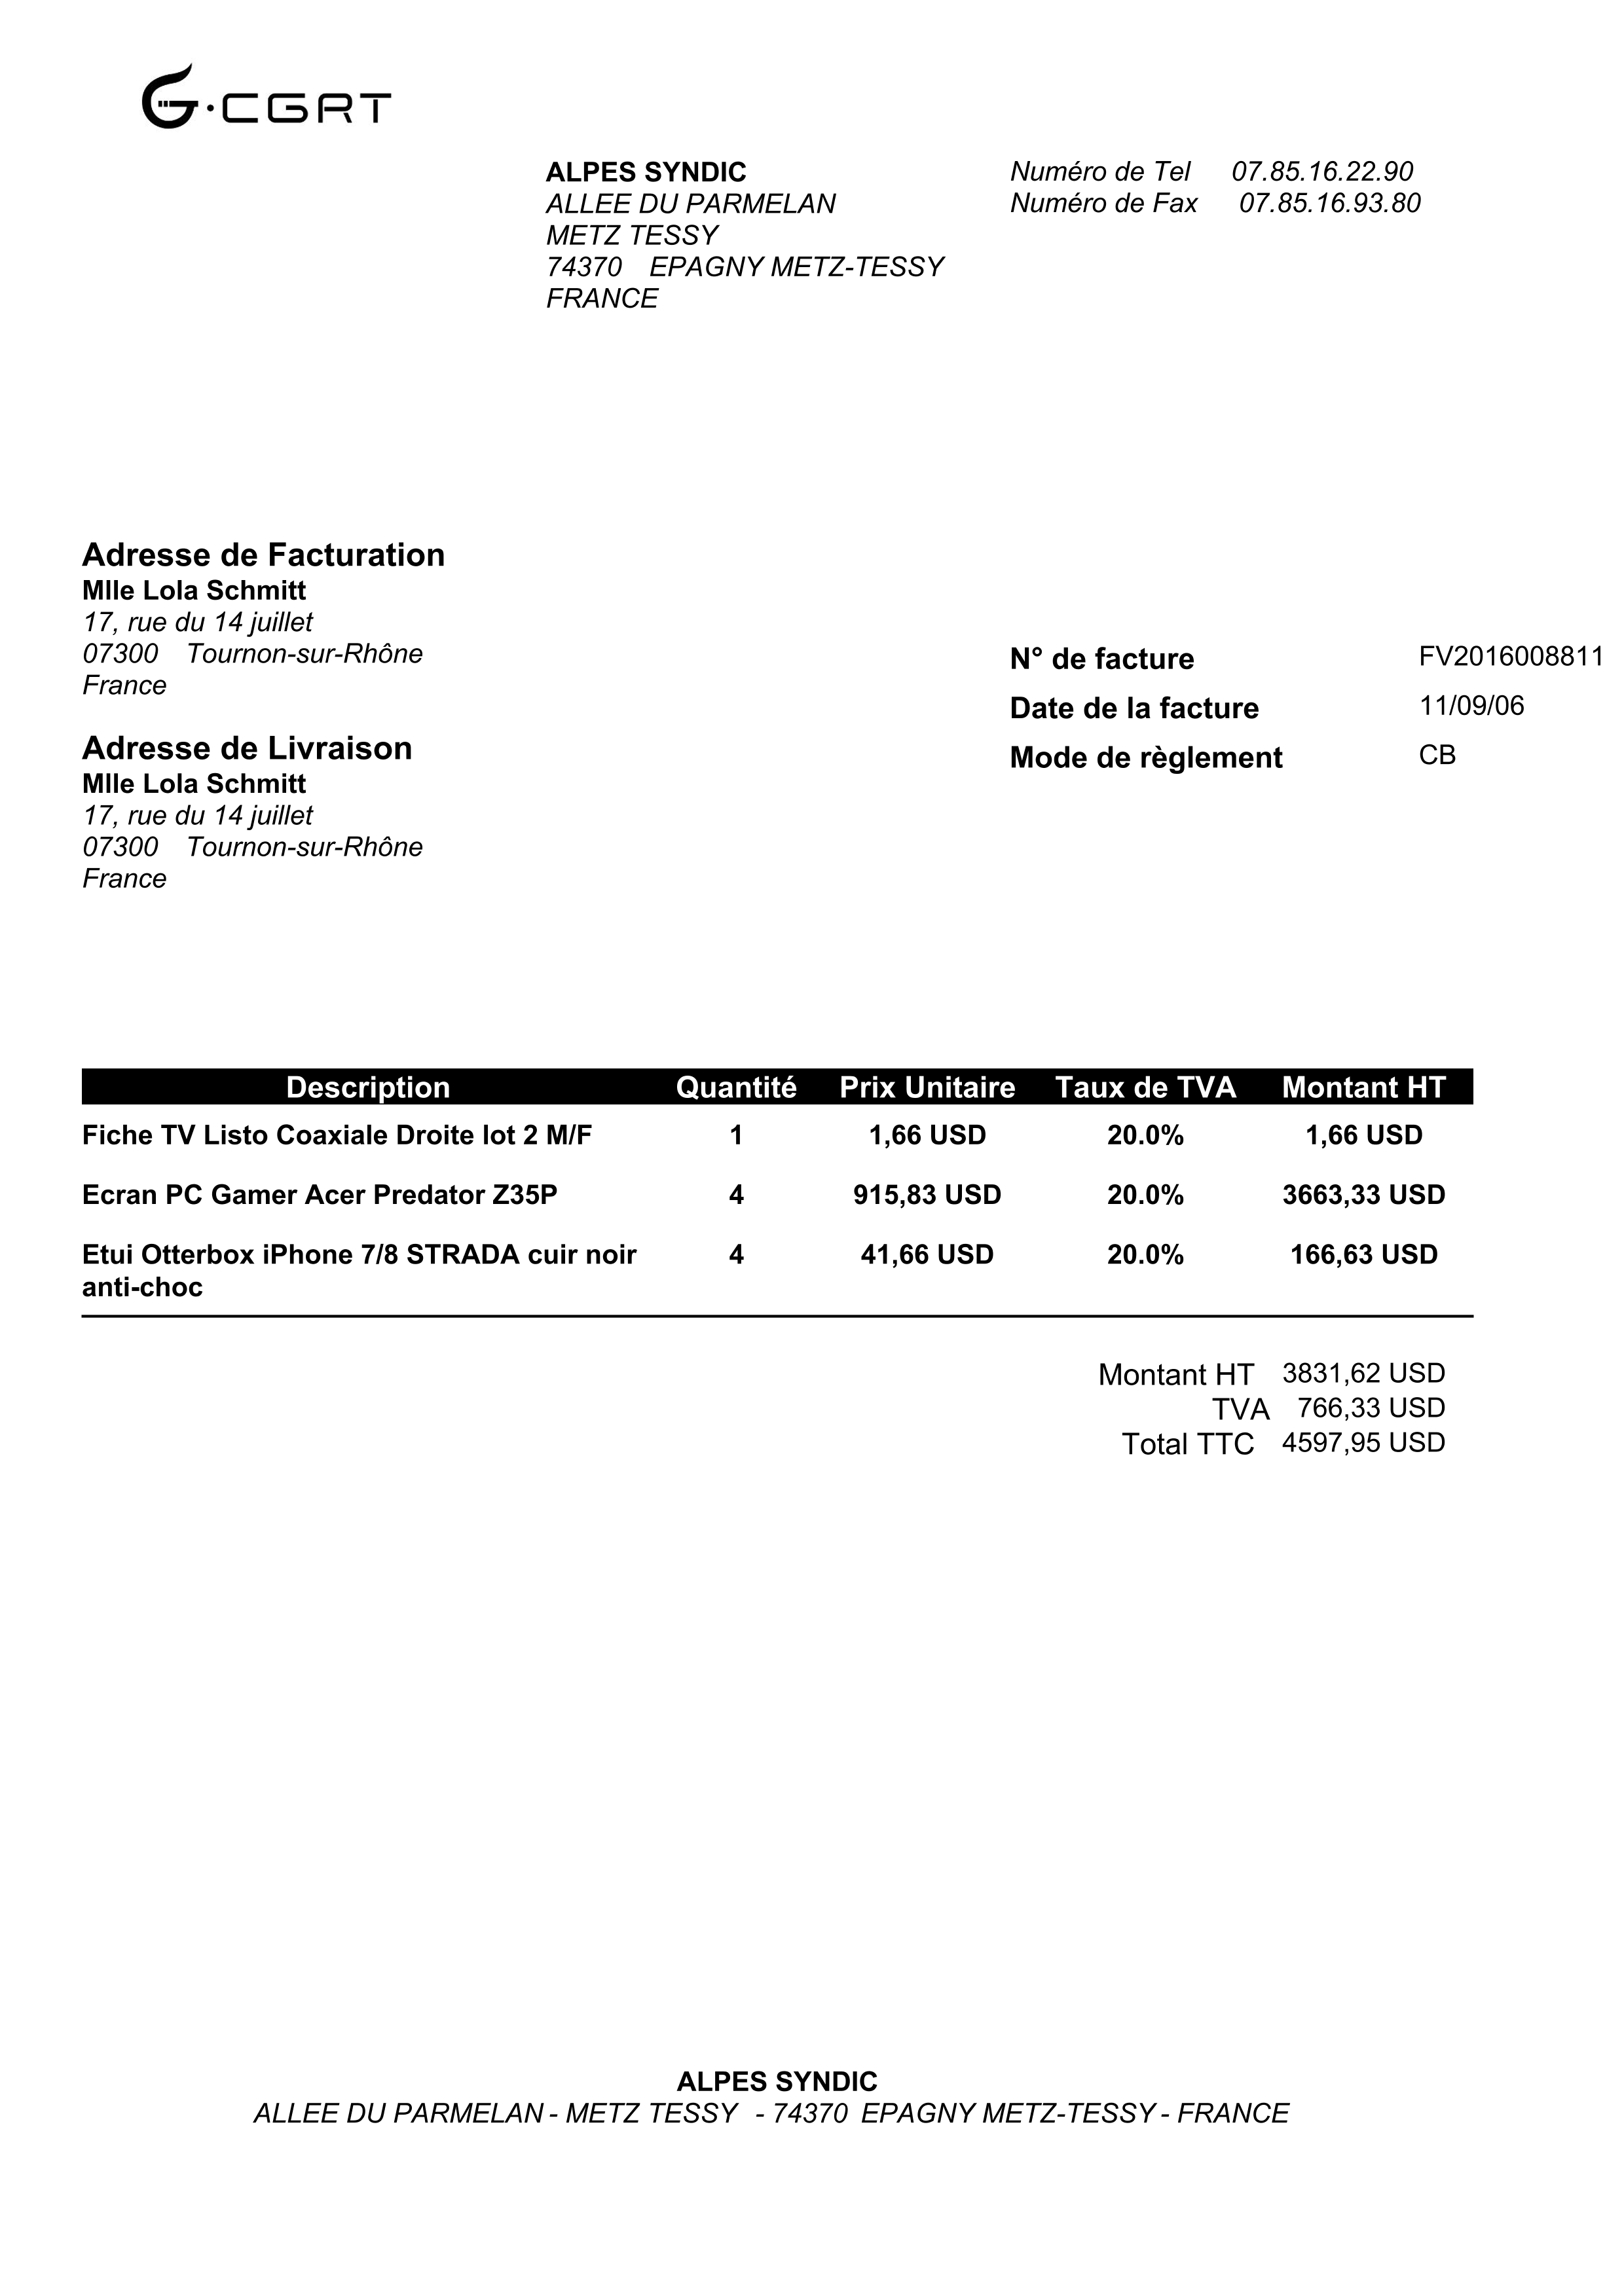 G·CGRT
ALPES SYNDIC
ALLEE DU PARMELAN
METZ TESSY
74370 EPAGNY METZ-TESSY
FRANCE
Numéro de Tel 07.85.16.22.90
Numéro de Fax 07.85.16.93.80
Adresse de Facturation
Mlle Lola Schmitt
17, rue du 14 juillet
07300 Tournon-sur-Rhône
France
Adresse de Livraison
Mlle Lola Schmitt
17, rue du 14 juillet
07300 Tournon-sur-Rhône
France
N° de facture FV2016008811
Date de la facture 11/09/06
Mode de règlement CB
Description Quantité Prix Unitaire Taux de TVA Montant HT
Fiche TV Listo Coaxiale Droite lot 2 M/F 1 1,66 USD 20.0% 1,66 USD
Ecran PC Gamer Acer Predator Z35P 4 915,83 USD 20.0% 3663,33 USD
Etui Otterbox iPhone 7/8 STRADA cuir noir 4 41,66 USD 20.0% 166,63 USD
anti-choc
Montant HT 3831,62 USD
TVA 766,33 USD
Total TTC 4597,95 USD
ALPES SYNDIC
ALLEE DU PARMELAN - METZ TESSY - 74370 EPAGNY METZ-TESSY - FRANCE